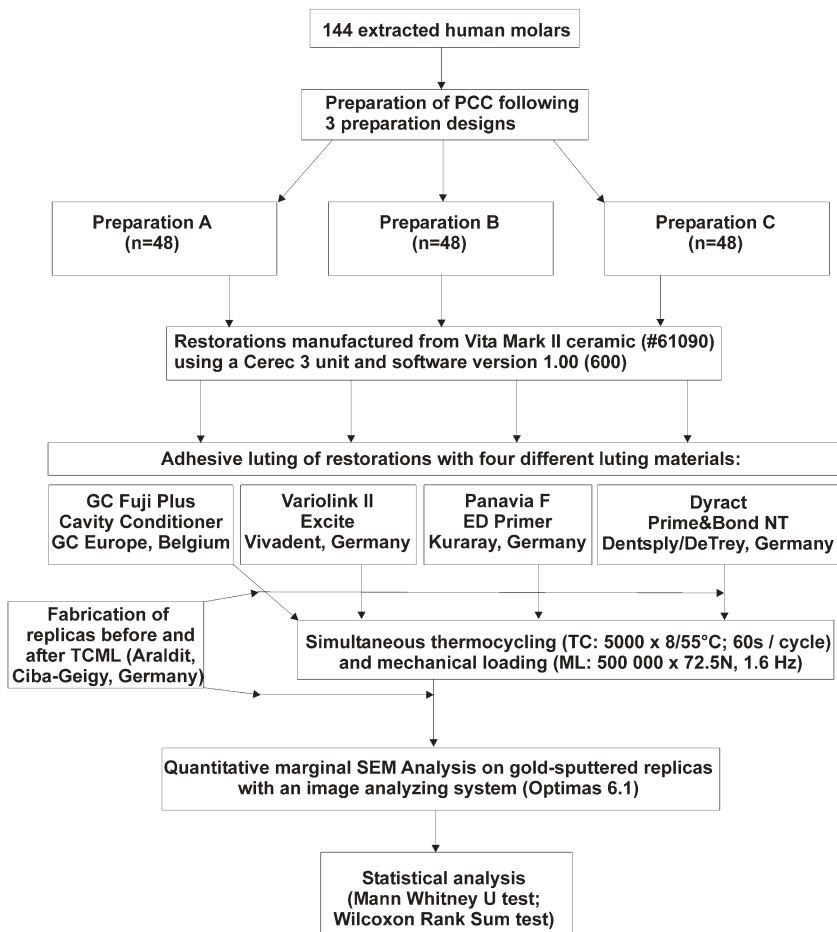 144 extracted human molars
Preparation of PCC following
3 preparation designs
Preparation A
(n=48)
Preparation B
(n=48)
Preparation C
(n=48)
Restorations manufactured from Vita Mark II ceramic (#61090)
using a Cerec 3 unit and software version 1.00 (600)
Adhesive luting of restorations with four different luting materials:
GC Fuji Plus
Cavity Conditioner
GC Europe, Belgium
Variolink II
Excite
Vivadent, Germany
Panavia F
ED Primer
Kuraray, Germany
Dyract
Prime&Bond NT
Dentsply/DeTrey, Germany
Fabrication of
replicas before and
after TCML (Araldit,
Ciba-Geigy, Germany)
Simultaneous thermocycling (TC: 5000 x 8/55°C; 60s / cycle)
and mechanical loading (ML: 500 000 x 72.5N, 1.6 Hz)
Quantitative marginal SEM Analysis on gold-sputtered replicas
with an image analyzing system (Optimas 6.1)
Statistical analysis
(Mann Whitney U test;
Wilcoxon Rank Sum test)